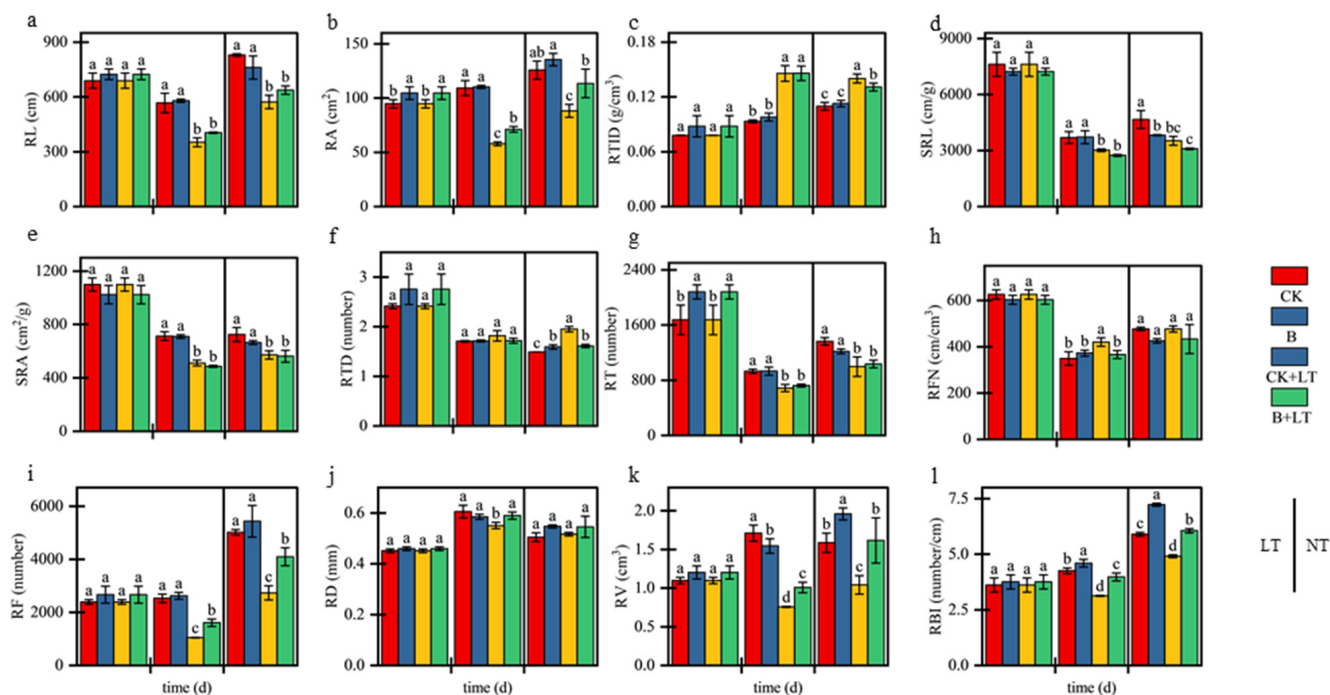 a
RL (cm)
900
600
300
0
a a a a
a a b b
a a b b
b
RA (cm²)
150
100
50
0
b a b a
a a c b
ab a c b
c
RTID (g/cm³)
0.18
0.12
0.06
0.00
a a a a
b b a a
c c a b
d
SRL (cm/g)
9000
6000
3000
0
a a a a
a a b b
a b bc c
e
SRA (cm²/g)
1200
800
400
0
a a a a
a a b b
a a b b
f
RTD (number)
3
2
1
0
a a a a
a a a a
c b a b
g
RT (number)
2400
1600
800
0
b a b a
a a b b
a a b b
h
RFN (cm/cm³)
600
400
200
0
a a a a
b b a b
a a a a
CK
B
CK+LT
B+LT
i
RF (number)
6000
4000
2000
0
a a a a
a a c b
a a c b
time (d)
j
RD (mm)
0.6
0.4
0.2
0.0
a a a a
a a b a
a a a a
time (d)
k
RV (cm³)
2.0
1.5
1.0
0.5
0.0
a a a a
a b d c
b a c b
time (d)
l
RBI (number/cm)
7.5
5.0
2.5
0.0
a a a a
b a d c
c a d b
time (d)
LT NT